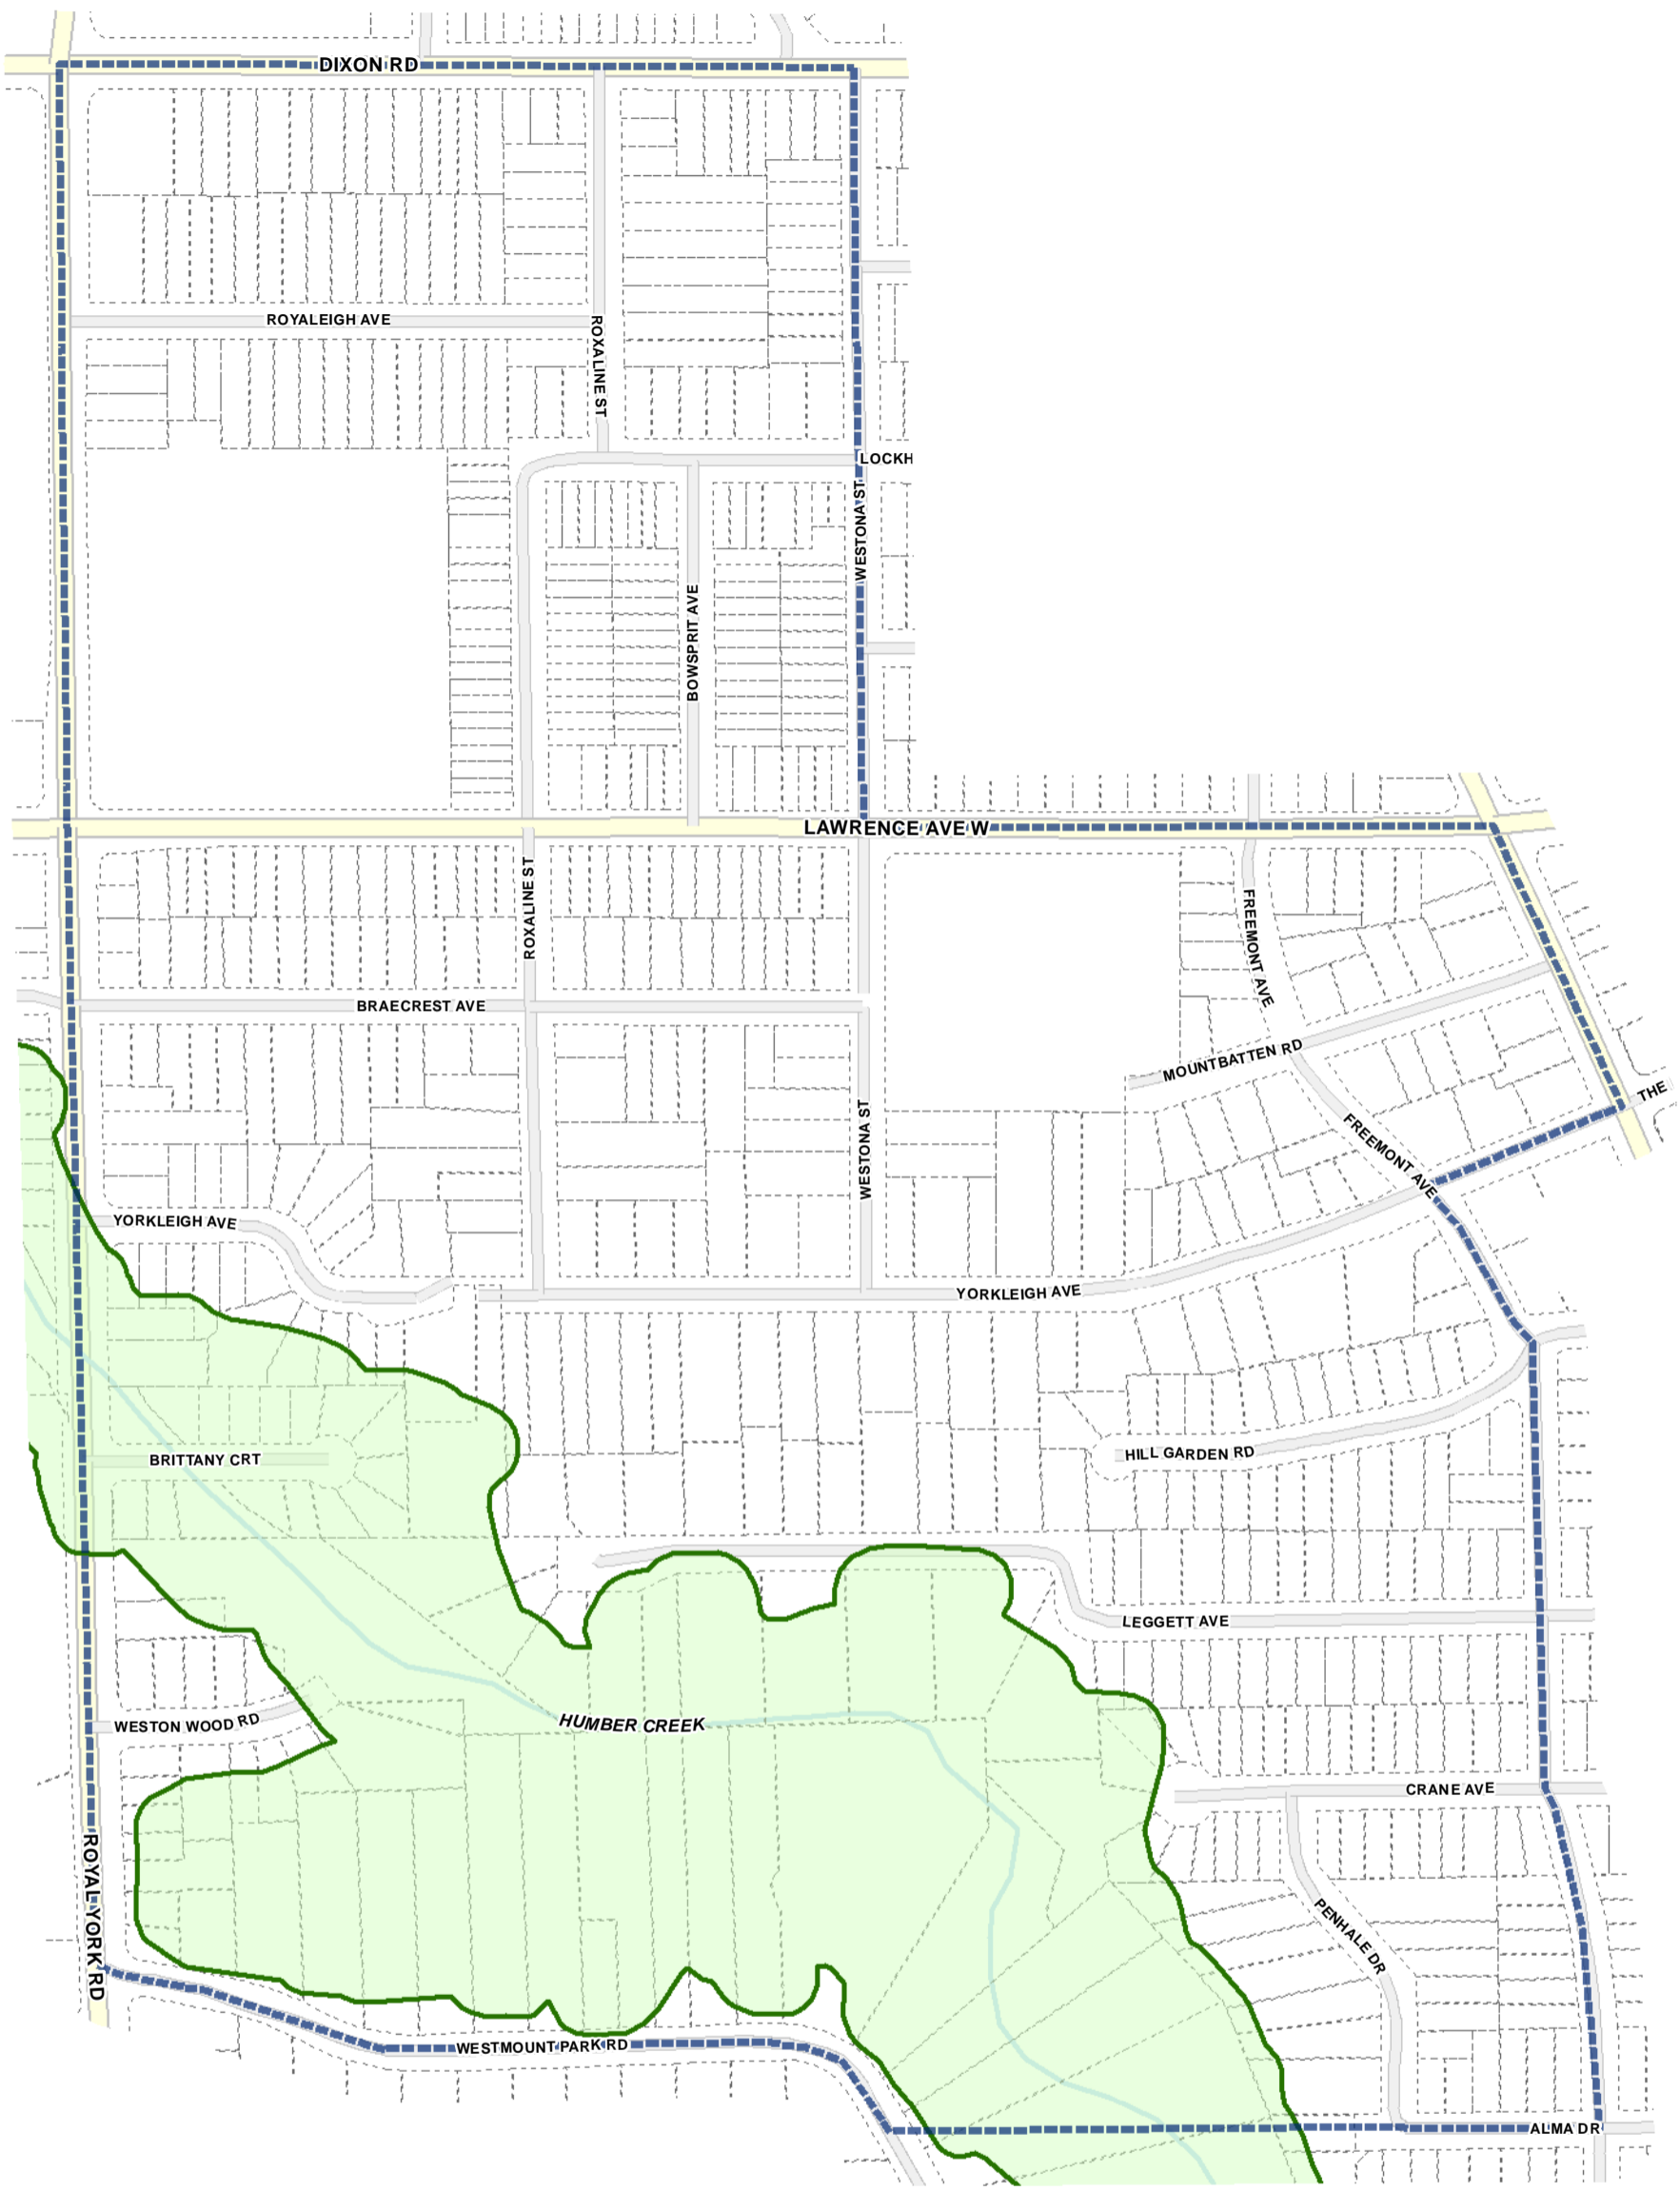 DIXON RD
ROYALEIGH AVE
ROXALINE ST
LOCKH
WESTONA ST
BOWSPRIT AVE
LAWRENCE AVE W
ROXALINE ST
FREEMONT AVE
BRAECREST AVE
MOUNTBATTEN RD
THE
WESTONA ST
FREEMONT AVE
YORKLEIGH AVE
YORKLEIGH AVE
HILL GARDEN RD
BRITTANY CRT
LEGGETT AVE
WESTON WOOD RD
HUMBER CREEK
CRANE AVE
ROYAL YORK RD
PENHALE DR
WESTMOUNT PARK RD
ALMA DR